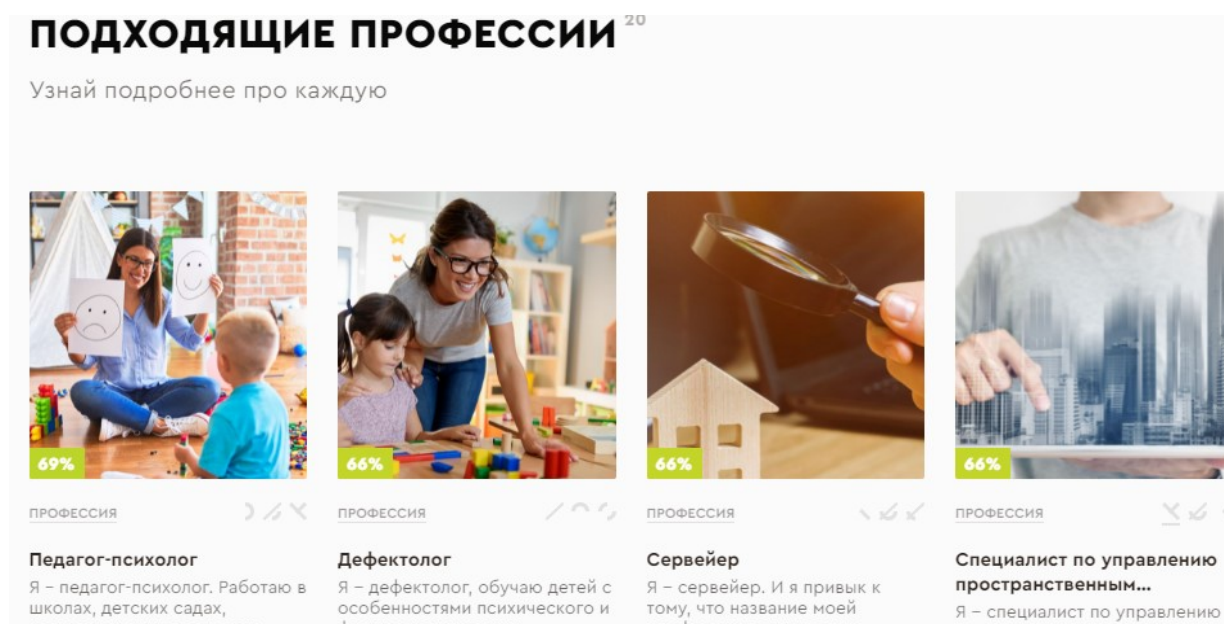 ПОДХОДЯЩИЕ ПРОФЕССИИ 20
Узнай подробнее про каждую
69%
66%
66%
66%
ПРОФЕССИЯ
Педагог-психолог
Я – педагог-психолог. Работаю в
школах, детских садах,
ПРОФЕССИЯ
Дефектолог
Я – дефектолог, обучаю детей с
особенностями психического и
ПРОФЕССИЯ
Сервейер
Я – сервейер. И я привык к
тому, что название моей
ПРОФЕССИЯ
Специалист по управлению
пространственным...
Я – специалист по управлению